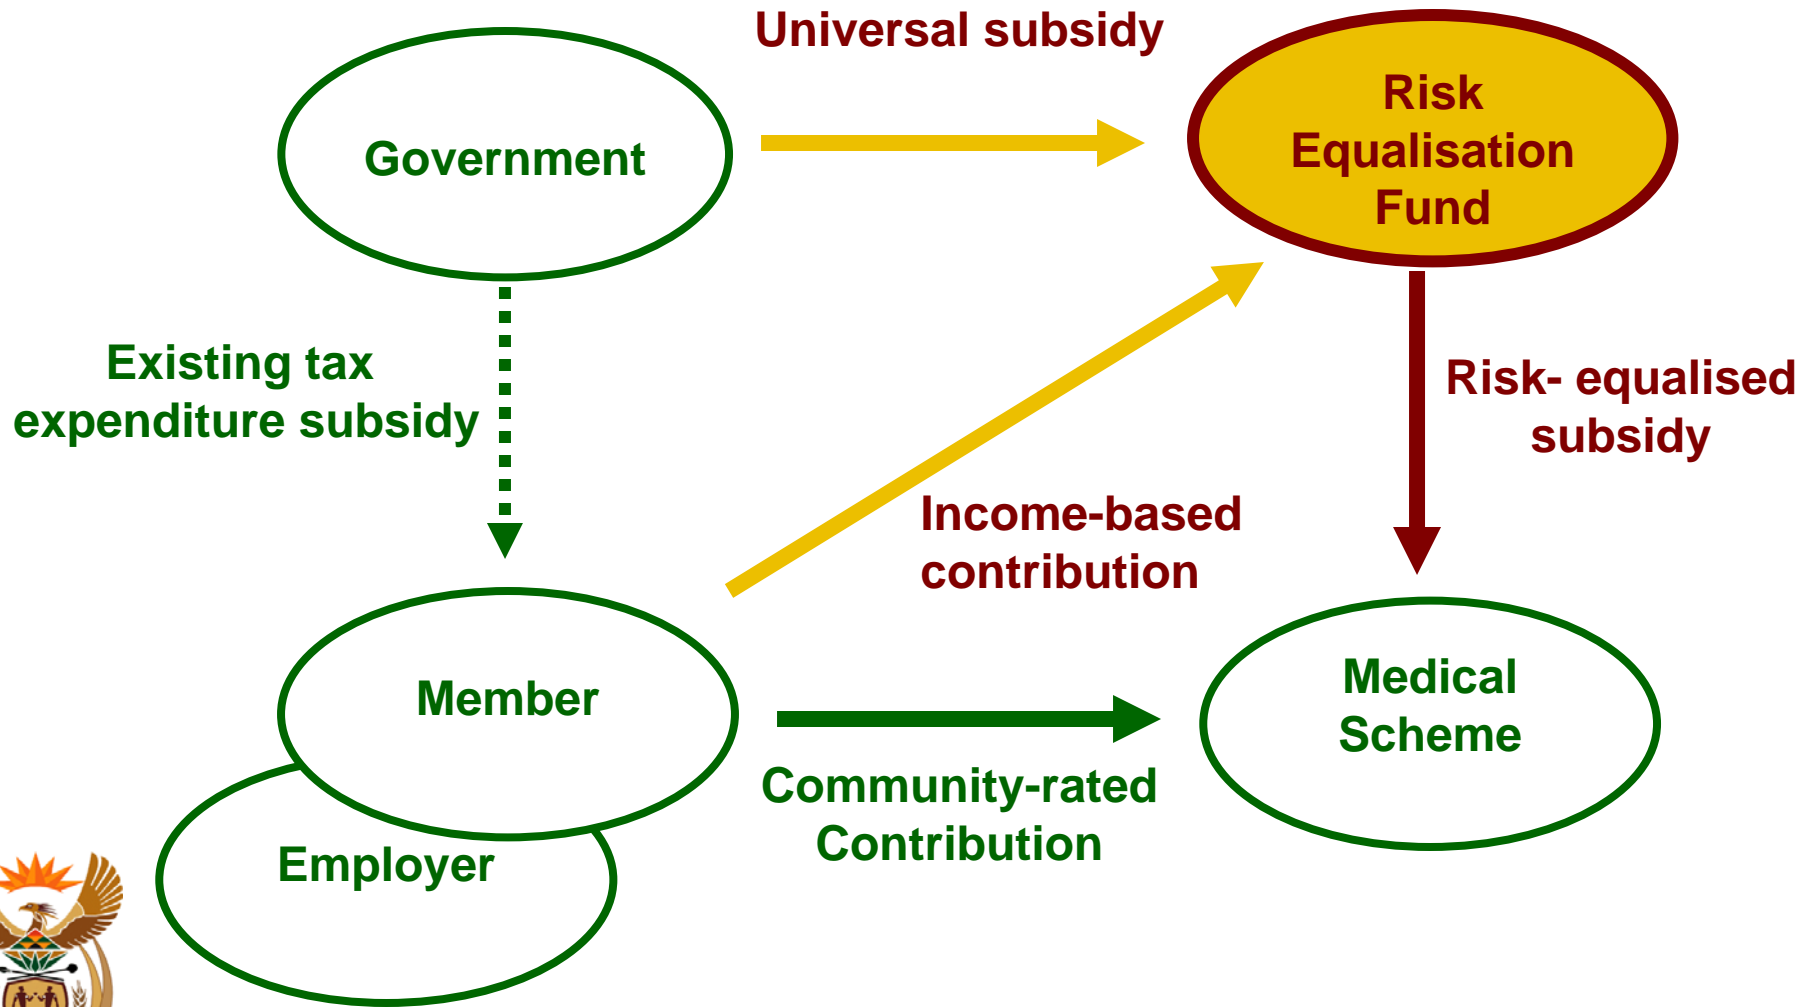 Universal subsidy
Government
Risk
Equalisation
Fund
Existing tax
expenditure subsidy
Risk- equalised
subsidy
Income-based
contribution
Member
Medical
Scheme
Community-rated
Contribution
Employer